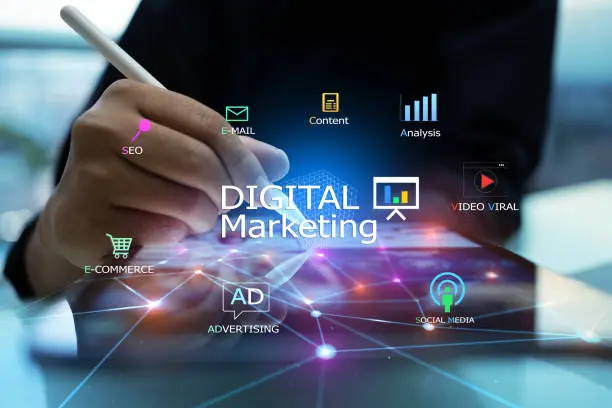 Content
E-MAIL
Analysis
SEO
DIGITAL
Marketing
VIDEO VIRAL
E-COMMERCE
AD
ADVERTISING
SOCIAL MEDIA